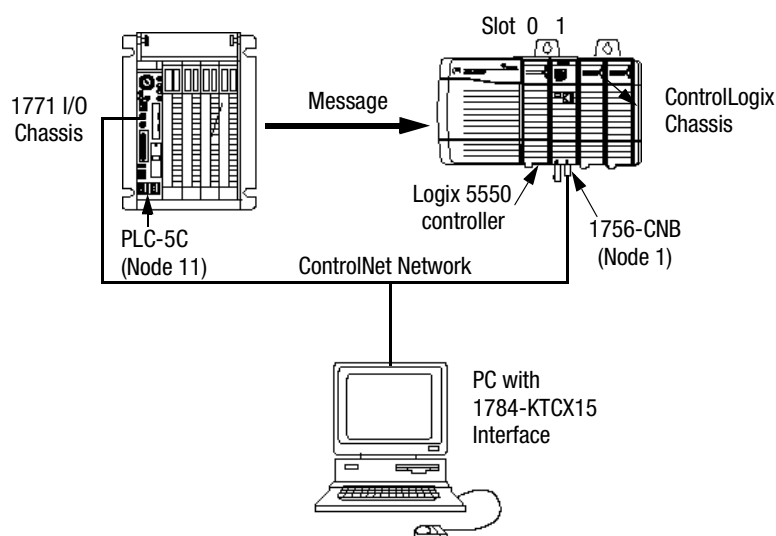 Slot 0 1
1771 I/O
Chassis
Message
ControlLogix
Chassis
Logix 5550
controller
1756-CNB
(Node 1)
PLC-5C
(Node 11)
ControlNet Network
PC with
1784-KTCX15
Interface